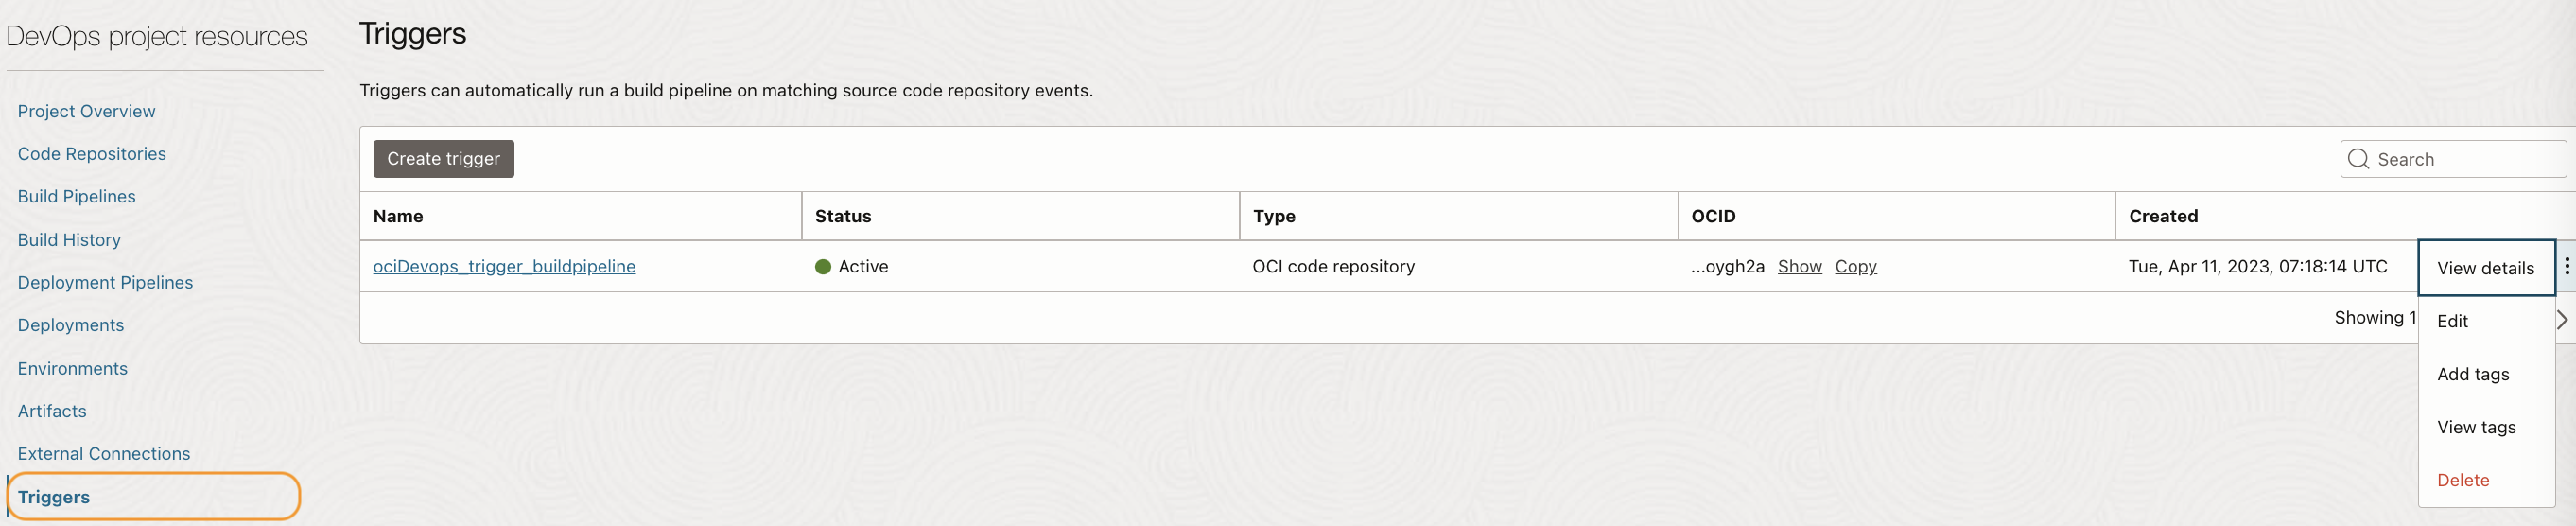 DevOps project resources
Project Overview
Code Repositories
Build Pipelines
Build History
Deployment Pipelines
Deployments
Environments
Artifacts
External Connections
Triggers
Triggers
Triggers can automatically run a build pipeline on matching source code repository events.
Create trigger
Search
Name Status Type OCID Created
ociDevops_trigger_buildpipeline Active OCI code repository ...oygh2a Show Copy Tue, Apr 11, 2023, 07:18:14 UTC
Showing 1
View details
Edit
Add tags
View tags
Delete